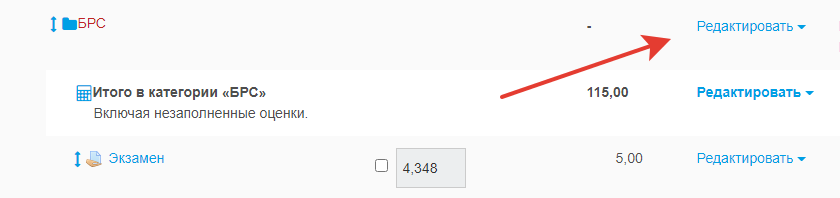 БРС - Редактировать
Итого в категории «БРС» 115,00 Редактировать
Включая незаполненные оценки.
Экзамен 4,348 5,00 Редактировать